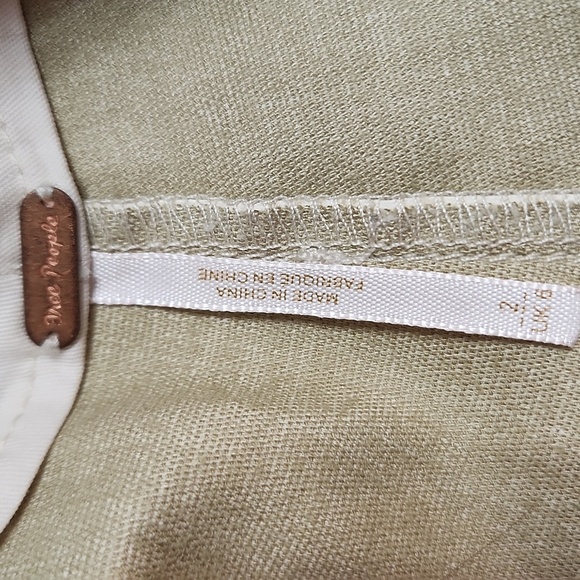 Free People
MADE IN CHINA
FABRIQUE EN CHINE
2
UK 6